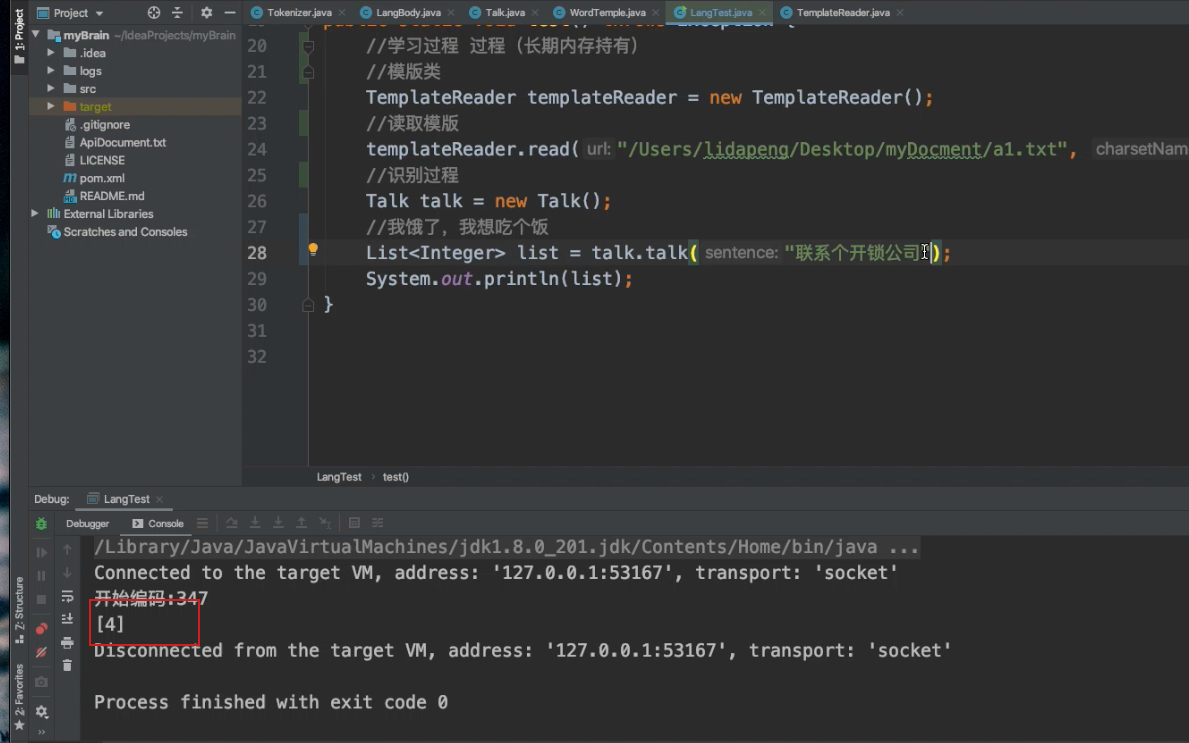 1: Project
Project
Tokenizer.java
LangBody.java
Talk.java
WordTemple.java
LangTest.java
TemplateReader.java
myBrain ~/IdeaProjects/myBrain
.idea
logs
src
target
.gitignore
ApiDocument.txt
LICENSE
pom.xml
README.md
External Libraries
Scratches and Consoles
20 //学习过程 过程（长期内存持有）
21 //模版类
22 TemplateReader templateReader = new TemplateReader();
23 //读取模版
24 templateReader.read( url: "/Users/lidapeng/Desktop/myDocment/a1.txt", charsetNam
25 //识别过程
26 Talk talk = new Talk();
27 //我饿了，我想吃个饭
28 List<Integer> list = talk.talk( sentence: "联系个开锁公司");
29 System.out.println(list);
30 }
31
32
LangTest › test()
Debug: LangTest
Debugger Console
/Library/Java/JavaVirtualMachines/jdk1.8.0_201.jdk/Contents/Home/bin/java ...
Connected to the target VM, address: '127.0.0.1:53167', transport: 'socket'
开始编码:347
[4]
Disconnected from the target VM, address: '127.0.0.1:53167', transport: 'socket'
Process finished with exit code 0
Z: Structure
2: Favorites